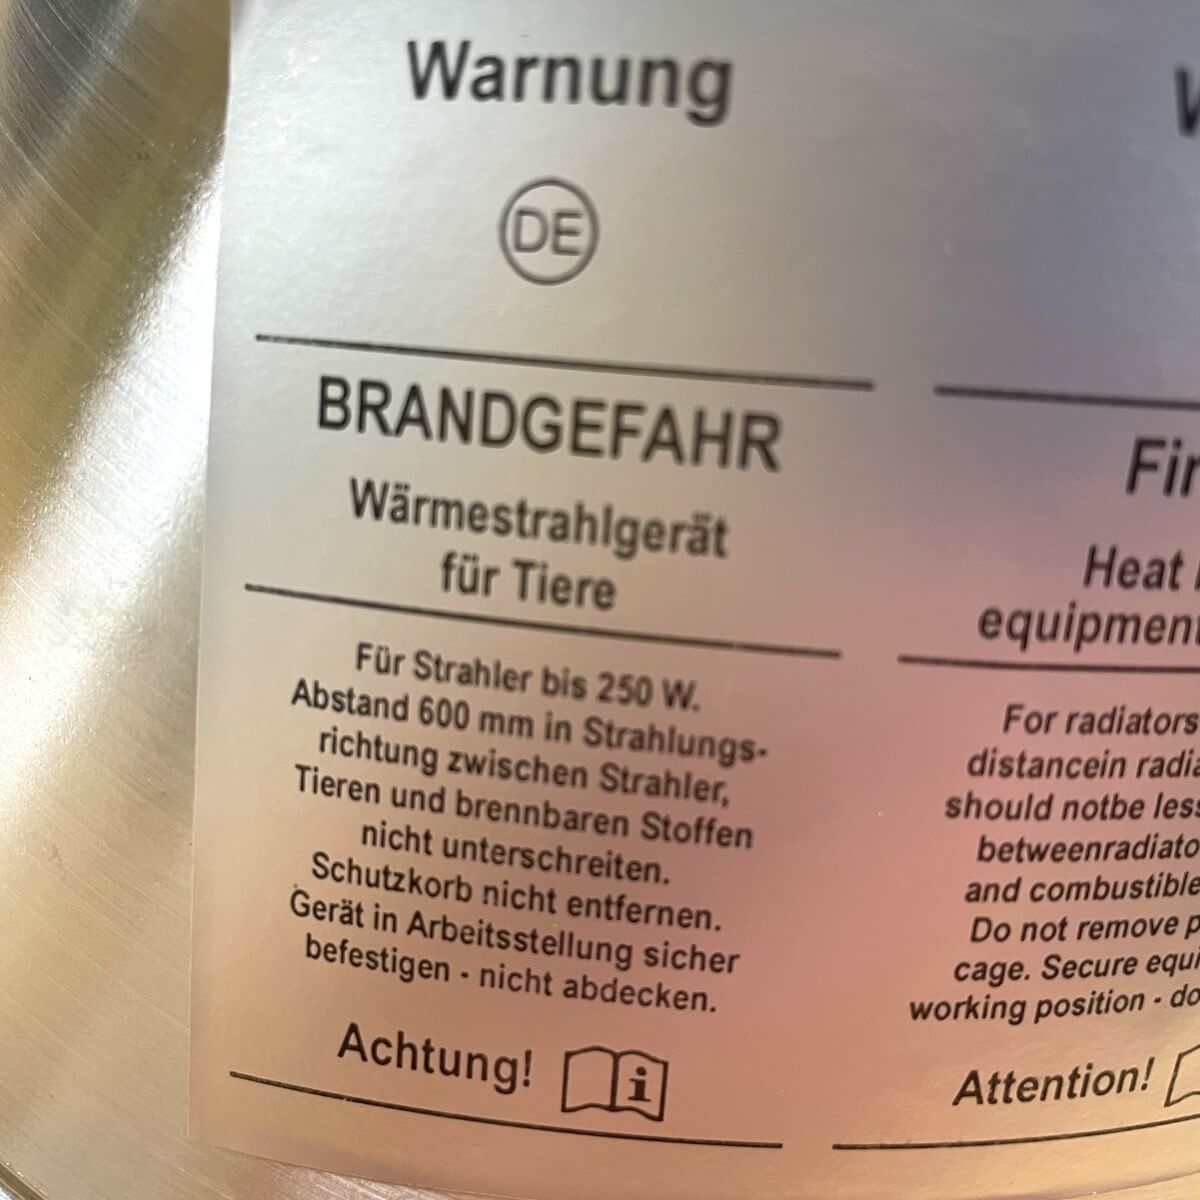 Warnung
DE
BRANDGEFAHR
Wärmestrahlgerät
für Tiere
Für Strahler bis 250 W.
Abstand 600 mm in Strahlungs-
richtung zwischen Strahler,
Tieren und brennbaren Stoffen
nicht unterschreiten.
Schutzkorb nicht entfernen.
Gerät in Arbeitsstellung sicher
befestigen - nicht abdecken.
Achtung!
Heat
equipment
For radiators
distancein
should notbe
and combustible
Do not remove
cage. Secure
working position - do
Attention!